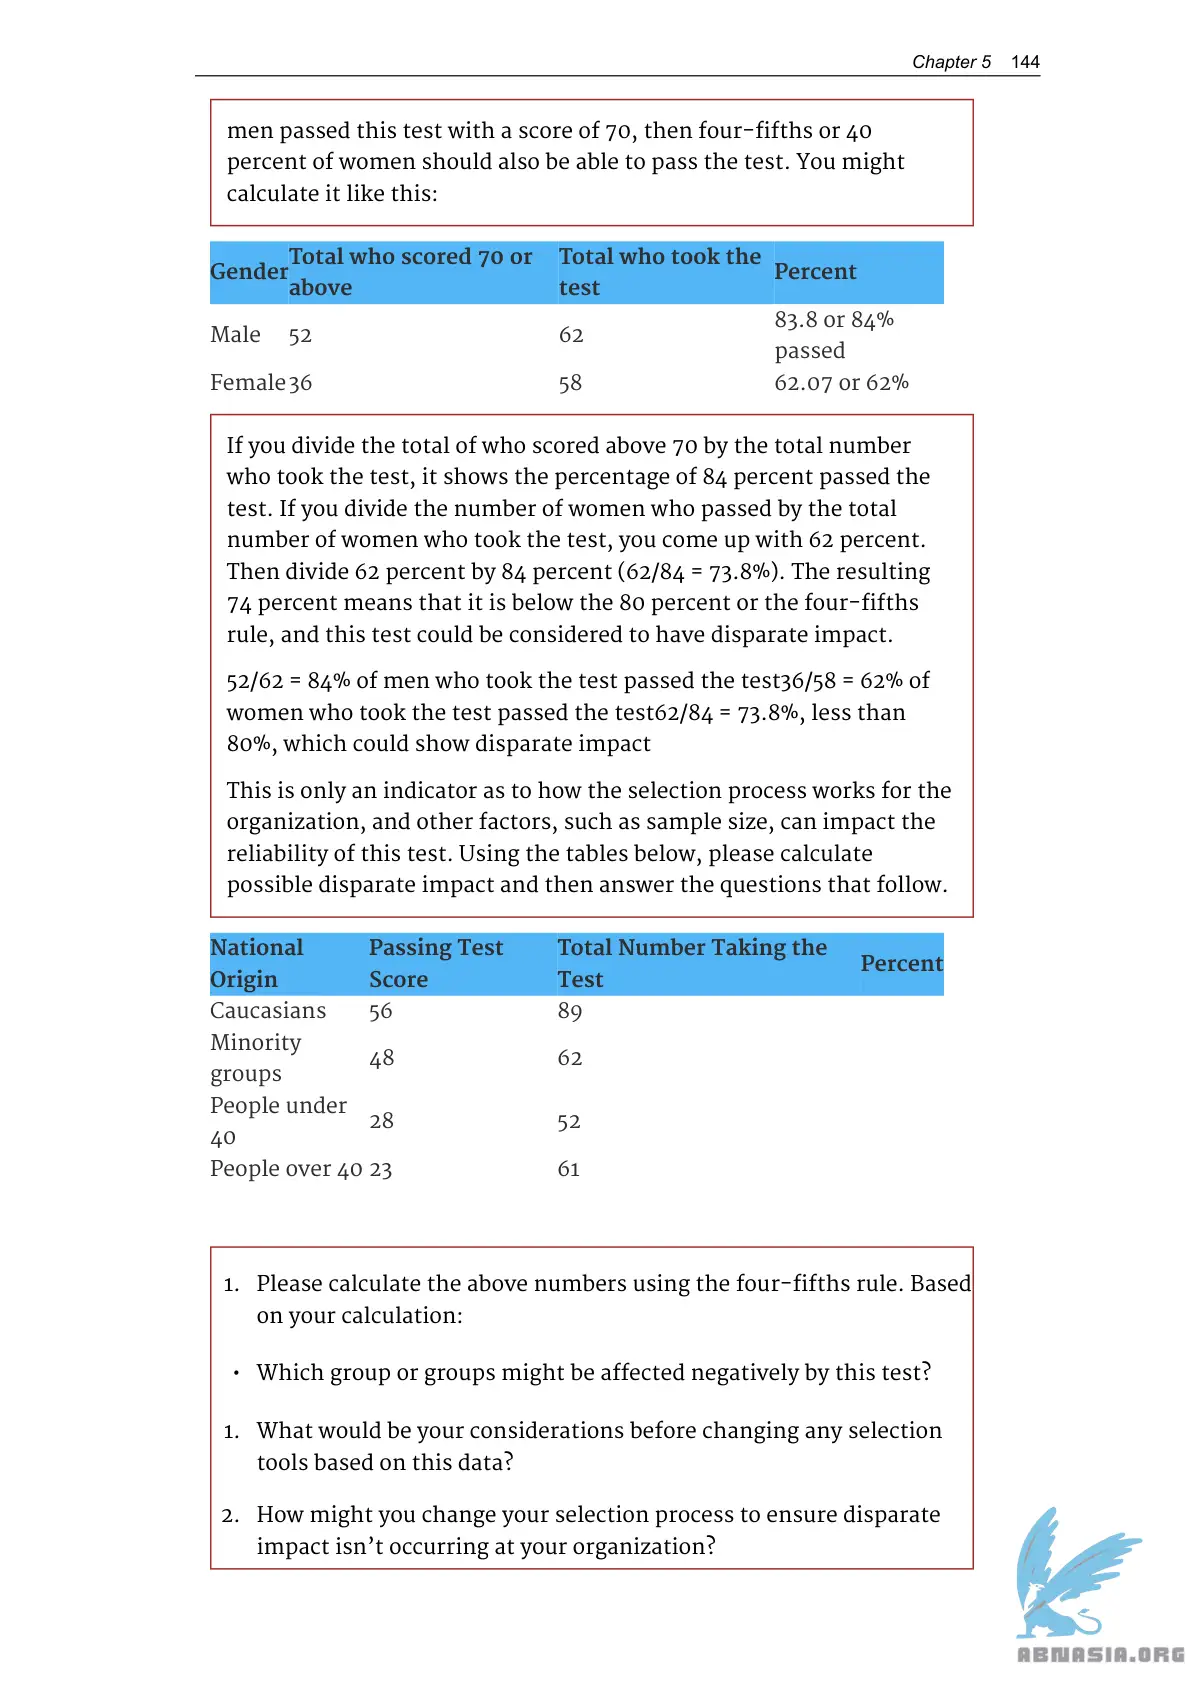 Chapter 5 144
men passed this test with a score of 70, then four-fifths or 40
percent of women should also be able to pass the test. You might
calculate it like this:
Gender Total who scored 70 or above Total who took the test Percent
Male 52 62 83.8 or 84% passed
Female 36 58 62.07 or 62%
If you divide the total of who scored above 70 by the total number
who took the test, it shows the percentage of 84 percent passed the
test. If you divide the number of women who passed by the total
number of women who took the test, you come up with 62 percent.
Then divide 62 percent by 84 percent (62/84 = 73.8%). The resulting
74 percent means that it is below the 80 percent or the four-fifths
rule, and this test could be considered to have disparate impact.
52/62 = 84% of men who took the test passed the test36/58 = 62% of
women who took the test passed the test62/84 = 73.8%, less than
80%, which could show disparate impact
This is only an indicator as to how the selection process works for the
organization, and other factors, such as sample size, can impact the
reliability of this test. Using the tables below, please calculate
possible disparate impact and then answer the questions that follow.
National Origin Passing Test Score Total Number Taking the Test Percent
Caucasians 56 89
Minority groups 48 62
People under 40 28 52
People over 40 23 61
1. Please calculate the above numbers using the four-fifths rule. Based
on your calculation:
• Which group or groups might be affected negatively by this test?
1. What would be your considerations before changing any selection
tools based on this data?
2. How might you change your selection process to ensure disparate
impact isn’t occurring at your organization?
ABNASIA.ORG